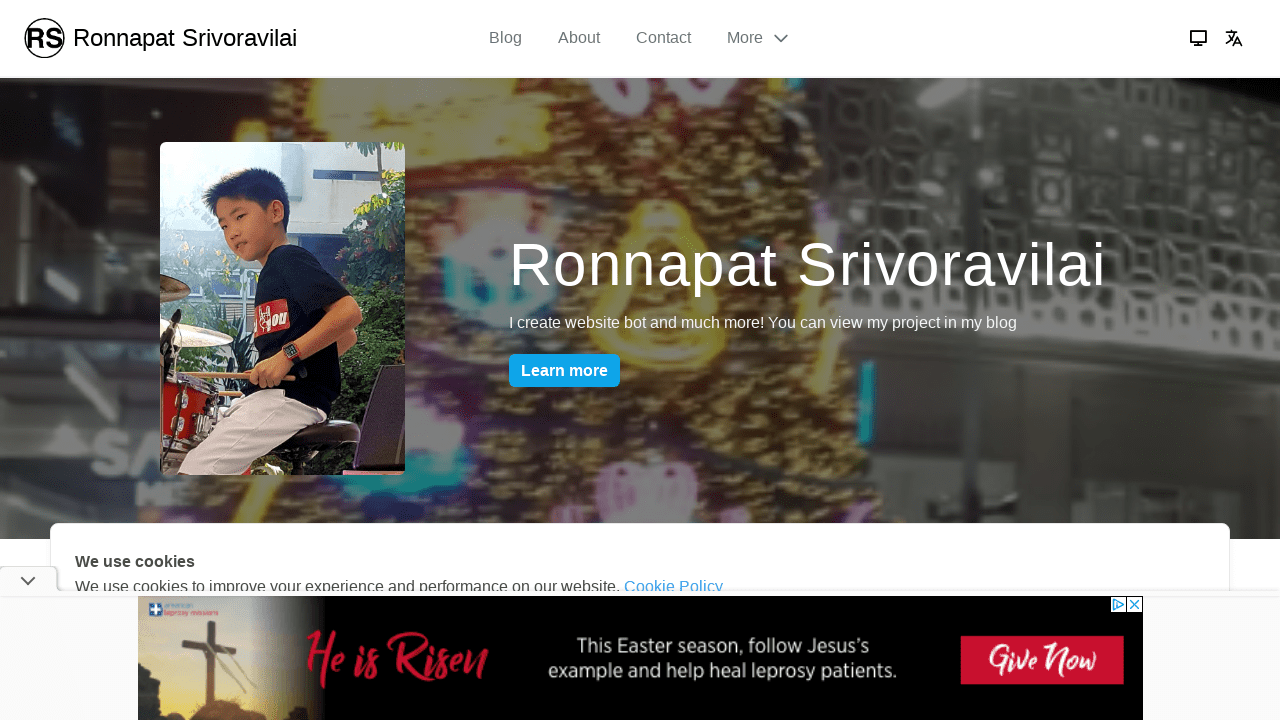 RS Ronnapat Srivoravilai
Blog
About
Contact
More
Ronnapat Srivoravilai
I create website bot and much more! You can view my project in my blog
Learn more
We use cookies
We use cookies to improve your experience and performance on our website. Cookie Policy
He is Risen
This Easter season, follow Jesus's
example and help heal leprosy patients.
Give Now